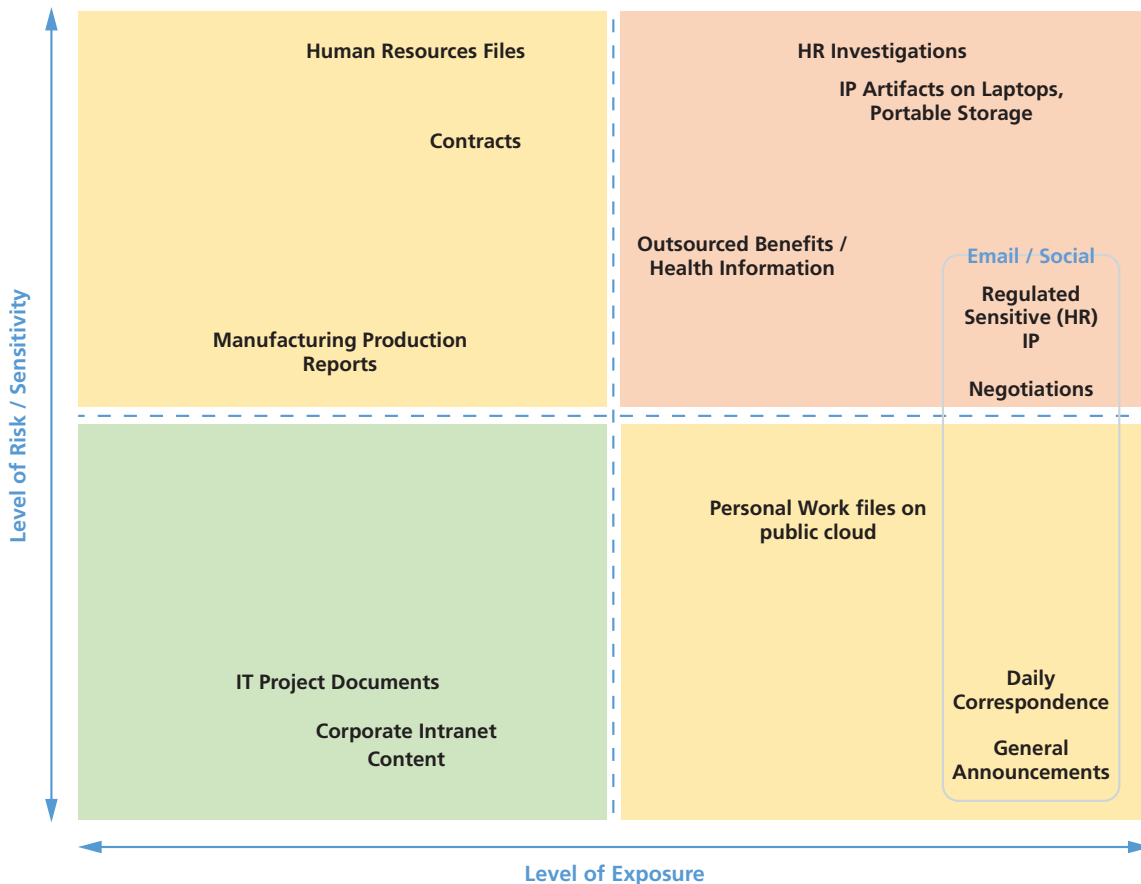 Human Resources Files
HR Investigations
IP Artifacts on Laptops,
Portable Storage
Contracts
Outsourced Benefits /
Health Information
Email / Social
Regulated
Sensitive (HR)
IP
Negotiations
Manufacturing Production
Reports
Level of Risk / Sensitivity
Personal Work files on
public cloud
IT Project Documents
Corporate Intranet
Content
Daily
Correspondence
General
Announcements
Level of Exposure